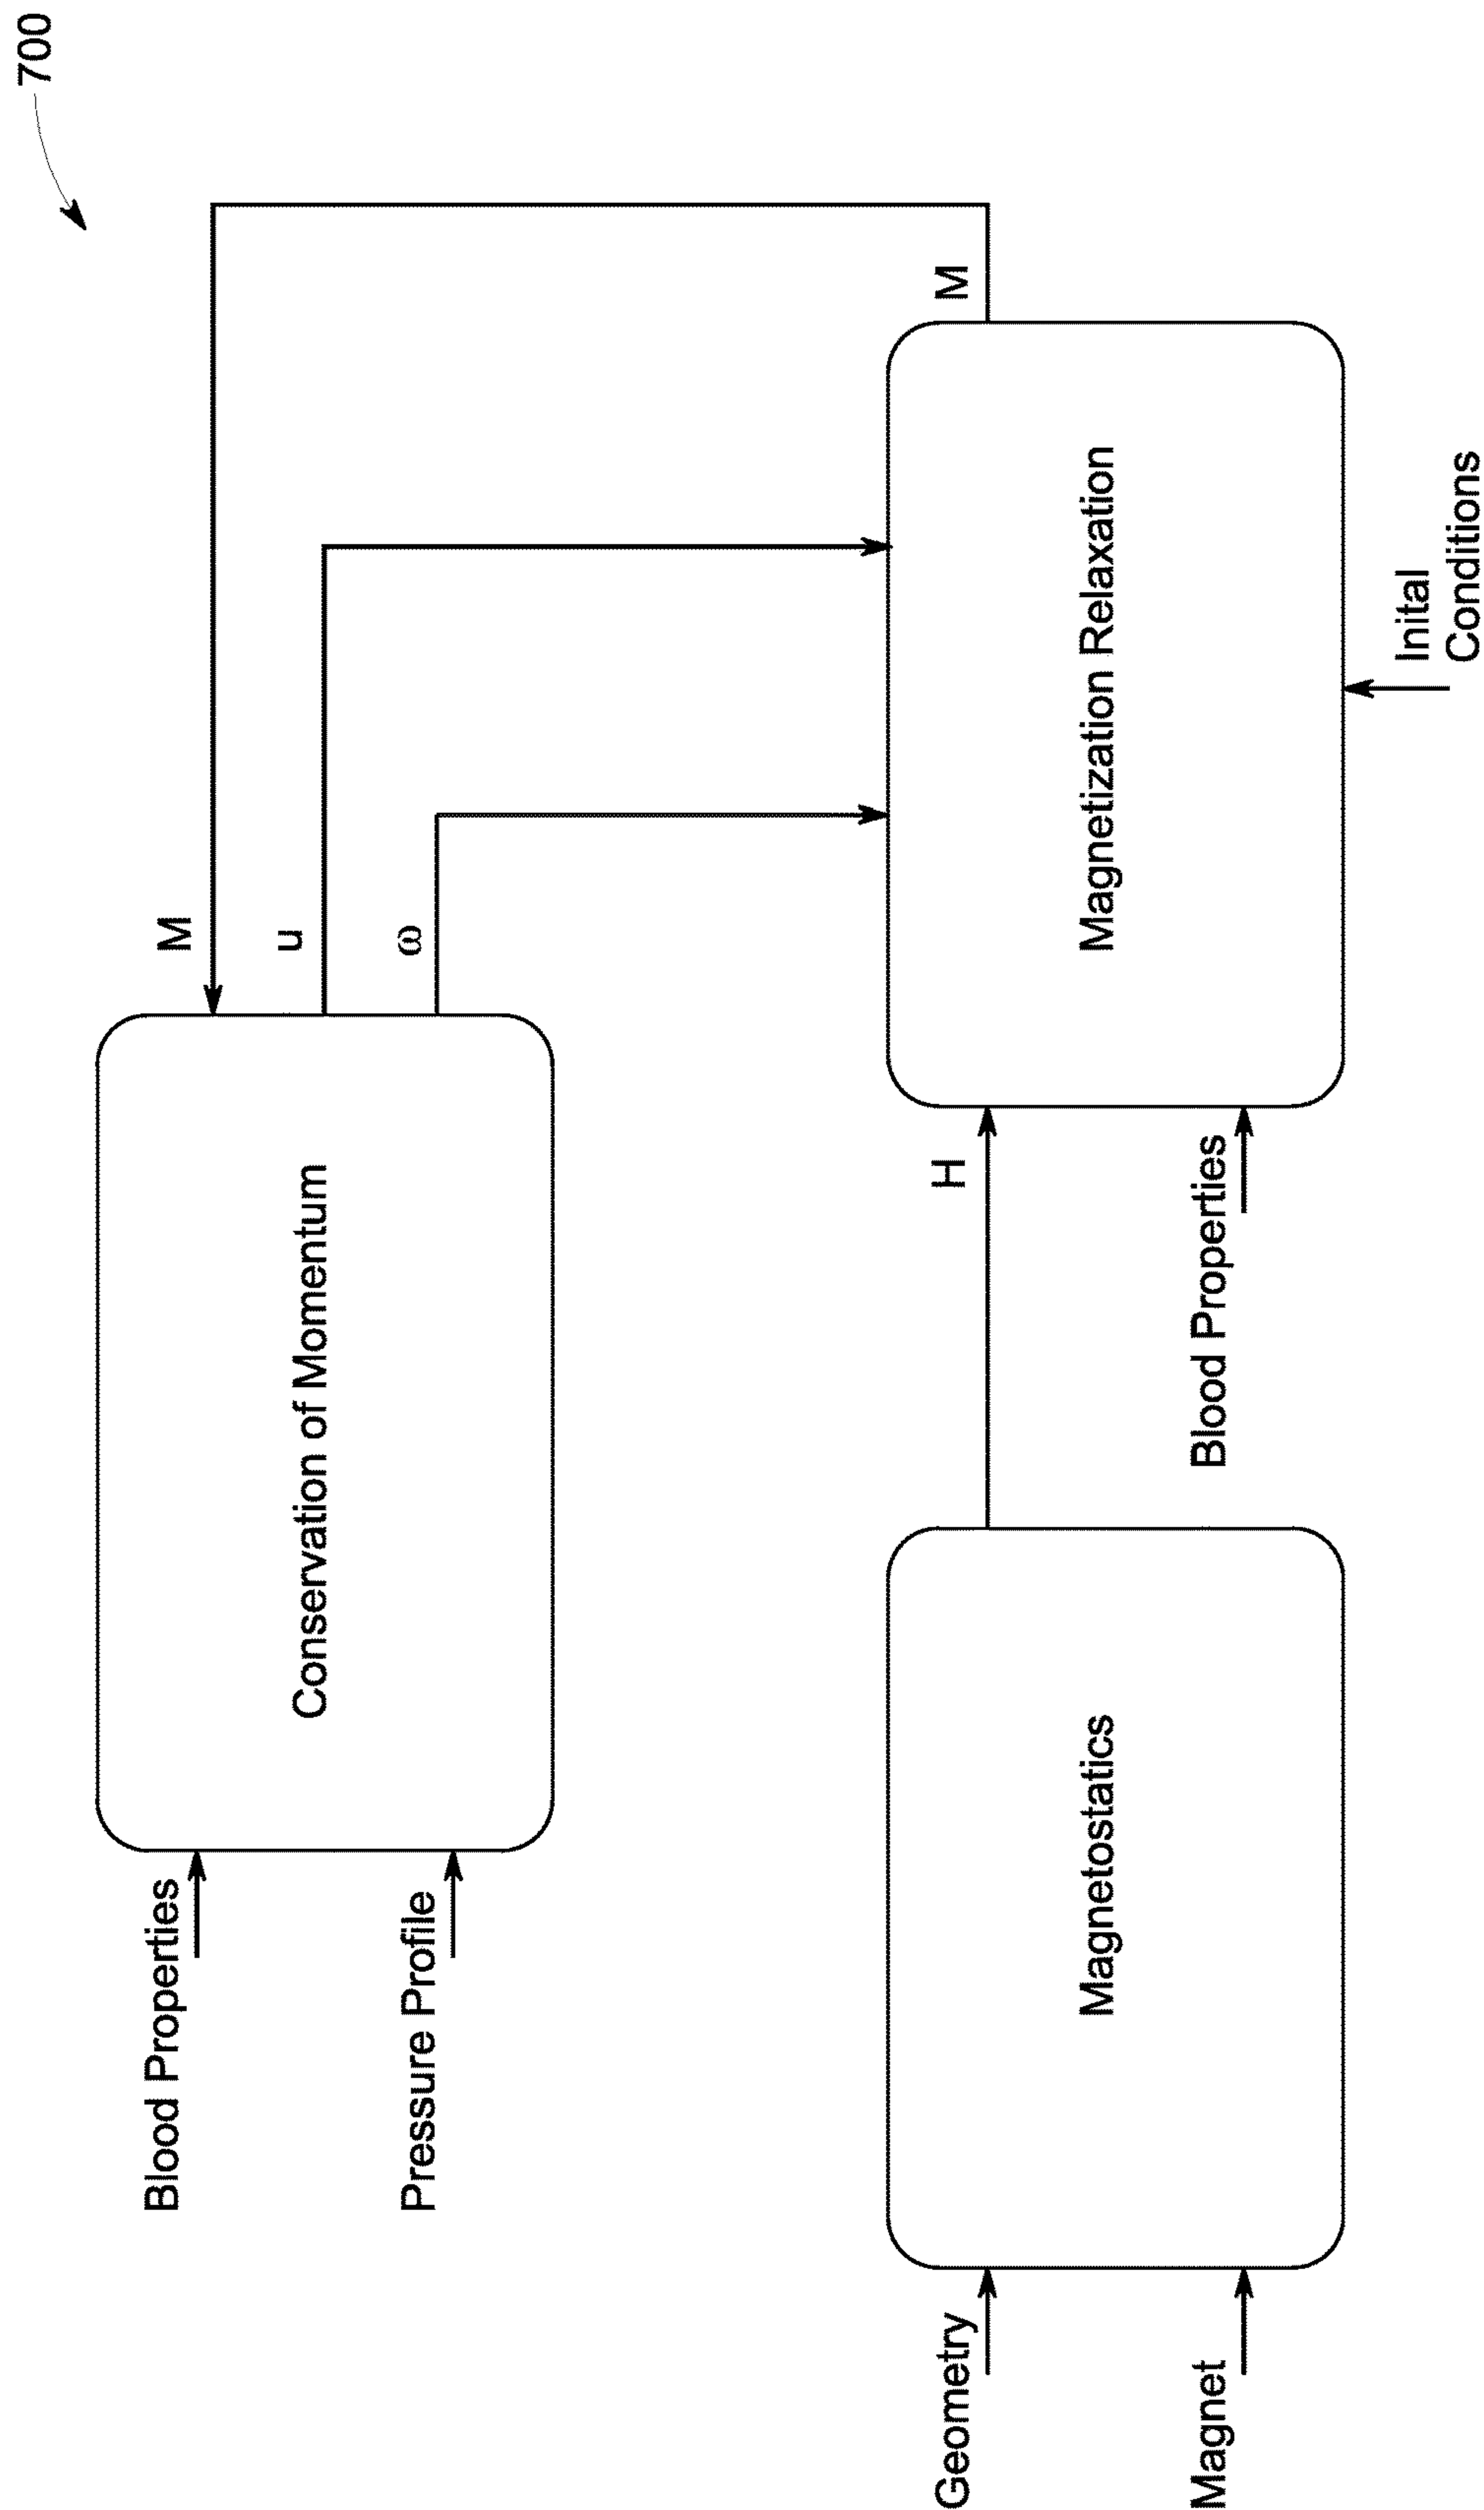 700
Blood Properties
Pressure Profile
Conservation of Momentum
M
u
ω
M
Geometry
Magnet
Magnetostatics
H
Blood Properties
Magnetization Relaxation
Inital
Conditions